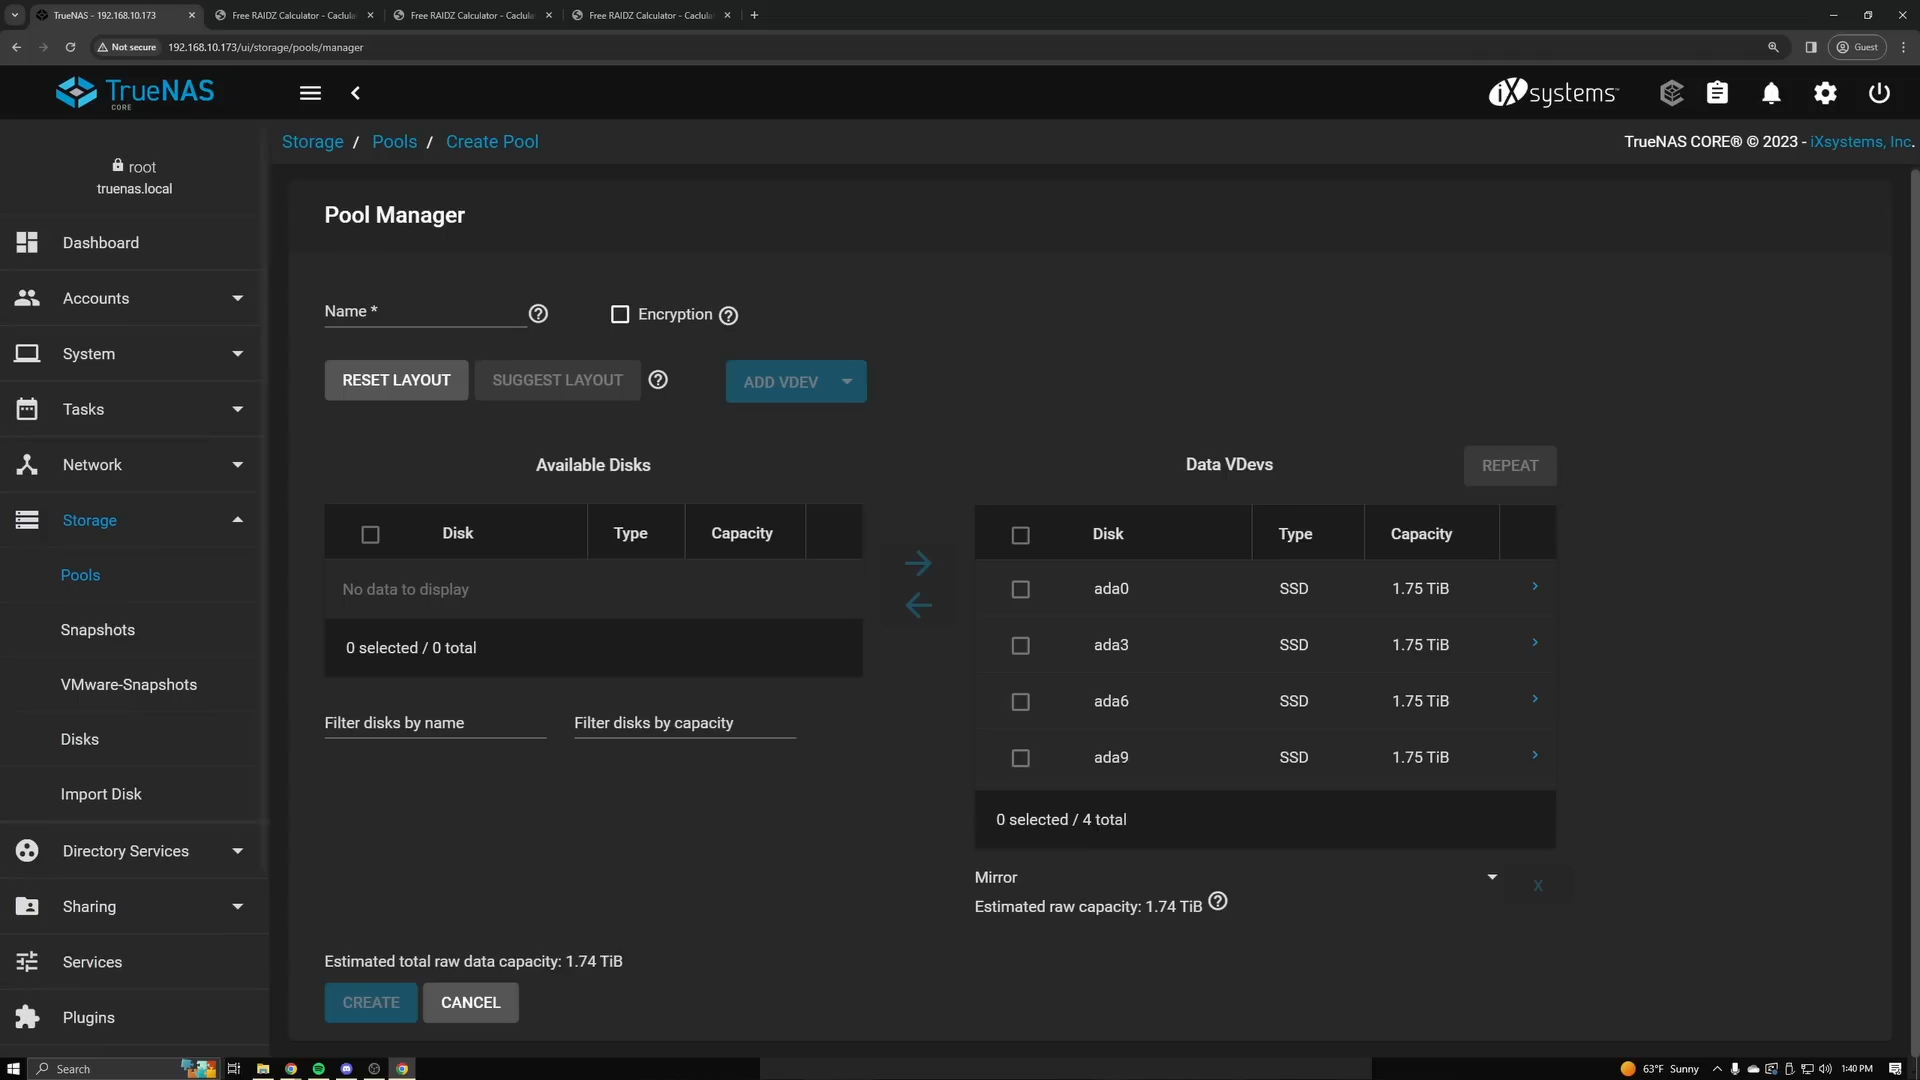 TrueNAS - 192.168.10.173
Free RAIDZ Calculator - Caclula
Free RAIDZ Calculator - Caclula
Free RAIDZ Calculator - Caclula
Not secure
192.168.10.173/ui/storage/pools/manager
Guest
TrueNAS
CORE
iXsystems
Storage / Pools / Create Pool
TrueNAS CORE® © 2023 - iXsystems, Inc.
root
truenas.local
Dashboard
Accounts
System
Tasks
Network
Storage
Pools
Snapshots
VMware-Snapshots
Disks
Import Disk
Directory Services
Sharing
Services
Plugins
Pool Manager
Name *
Encryption
RESET LAYOUT
SUGGEST LAYOUT
ADD VDEV
Available Disks
Disk Type Capacity
No data to display
0 selected / 0 total
Filter disks by name
Filter disks by capacity
Data VDevs
REPEAT
Disk Type Capacity
ada0 SSD 1.75 TiB
ada3 SSD 1.75 TiB
ada6 SSD 1.75 TiB
ada9 SSD 1.75 TiB
0 selected / 4 total
Mirror
X
Estimated raw capacity: 1.74 TiB
Estimated total raw data capacity: 1.74 TiB
CREATE
CANCEL
Search
63°F Sunny
1:40 PM